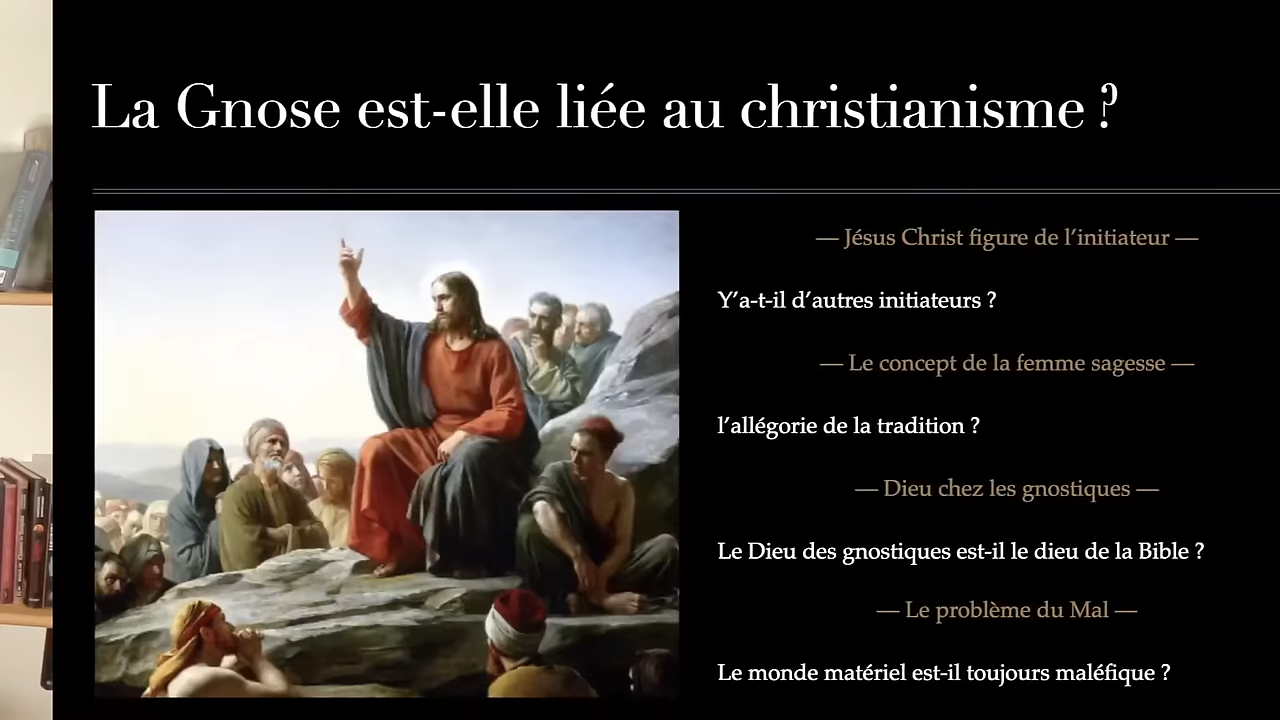 La Gnose est-elle liée au christianisme ?
— Jésus Christ figure de l’initiateur —
Y’a-t-il d’autres initiateurs ?
— Le concept de la femme sagesse —
l’allégorie de la tradition ?
— Dieu chez les gnostiques —
Le Dieu des gnostiques est-il le dieu de la Bible ?
— Le problème du Mal —
Le monde matériel est-il toujours maléfique ?